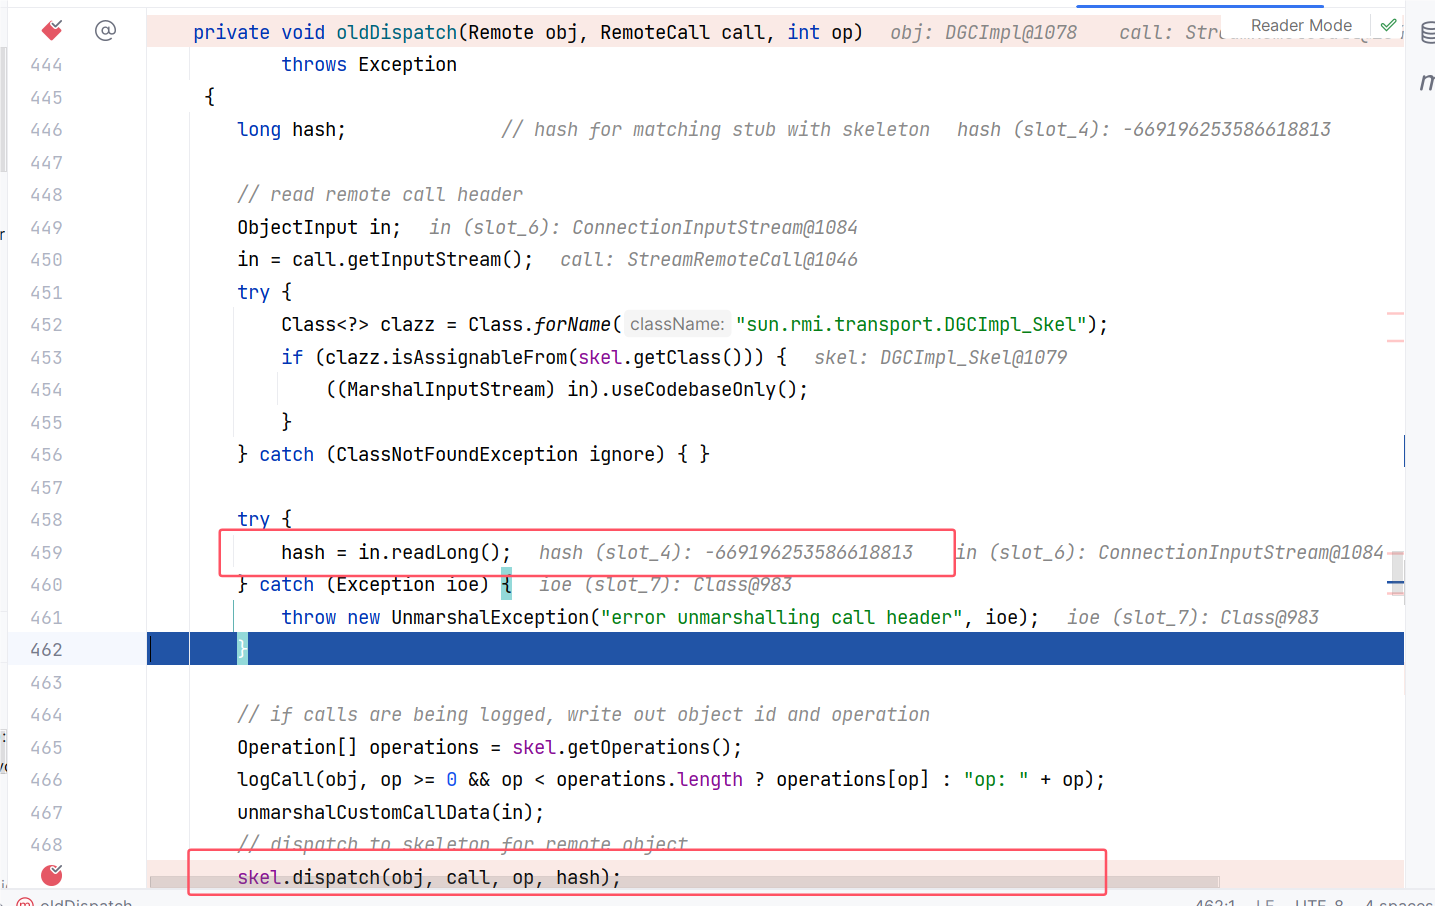 private void oldDispatch(Remote obj, RemoteCall call, int op)  obj: DGCImpl@1078  call: Reader Mode
444 throws Exception
445 {
446 long hash; // hash for matching stub with skeleton hash (slot_4): -669196253586618813
447
448 // read remote call header
449 ObjectInput in; in (slot_6): ConnectionInputStream@1084
450 in = call.getInputStream(); call: StreamRemoteCall@1046
451 try {
452 Class<?> clazz = Class.forName( className: "sun.rmi.transport.DGCImpl_Skel");
453 if (clazz.isAssignableFrom(skel.getClass())) { skel: DGCImpl_Skel@1079
454 ((MarshalInputStream) in).useCodebaseOnly();
455 }
456 } catch (ClassNotFoundException ignore) { }
457
458 try {
459 hash = in.readLong(); hash (slot_4): -669196253586618813 in (slot_6): ConnectionInputStream@1084
460 } catch (Exception ioe) { ioe (slot_7): Class@983
461 throw new UnmarshalException("error unmarshalling call header", ioe); ioe (slot_7): Class@983
462 }
463
464 // if calls are being logged, write out object id and operation
465 Operation[] operations = skel.getOperations();
466 logCall(obj, op >= 0 && op < operations.length ? operations[op] : "op: " + op);
467 unmarshalCustomCallData(in);
468 // dispatch to skeleton for remote object
skel.dispatch(obj, call, op, hash);
oldDispatch 462:1 LF UTF-8 4 spaces